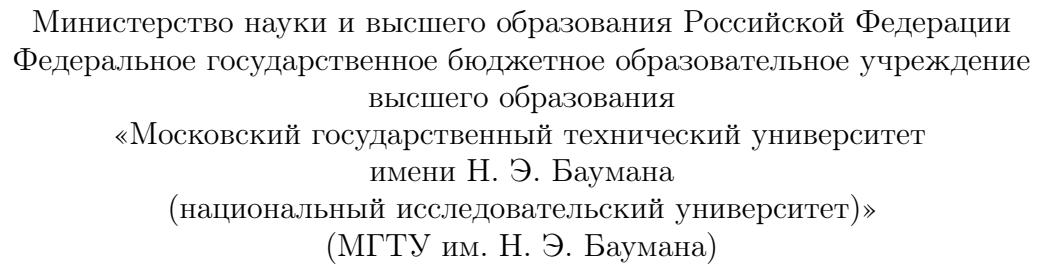 Министерство науки и высшего образования Российской Федерации
Федеральное государственное бюджетное образовательное учреждение
высшего образования
«Московский государственный технический университет
имени Н. Э. Баумана
(национальный исследовательский университет)»
(МГТУ им. Н. Э. Баумана)